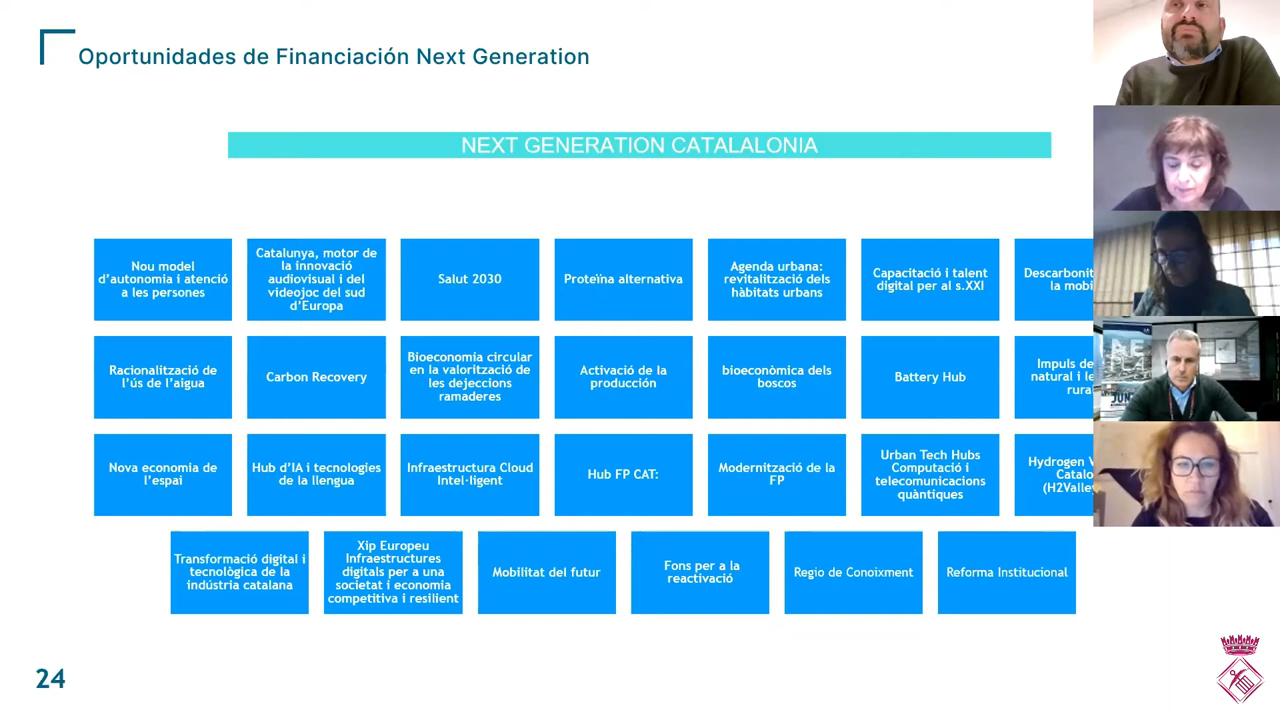 Oportunidades de Financiación Next Generation
NEXT GENERATION CATALALONIA
Nou model
d'autonomia i atenció
a les persones
Catalunya, motor de
la innovació
audiovisual i del
videojoc del sud
d'Europa
Salut 2030
Proteïna alternativa
Agenda urbana:
revitalització dels
hàbitats urbans
Capacitació i talent
digital per al s.XXI
Racionalització de
l'ús de l'aigua
Carbon Recovery
Bioeconomia circular
en la valorització de
les dejeccions
ramaderes
Activació de la
producción
bioeconòmica dels
boscos
Battery Hub
Impuls
natural i
Nova economia de
l'espai
Hub d'IA i tecnologies
de la llengua
Infraestructura Cloud
Intel·ligent
Hub FP CAT:
Modernització de la
FP
Urban Tech Hubs
Computació i
telecomunicacions
quàntiques
Hydrogen
Transformació digital i
tecnològica de la
indústria catalana
Xip Europeu
Infraestructures
digitals per a una
societat i economia
competitiva i resilient
Mobilitat del futur
Fons per a la
reactivació
Regio de Conoixment
Reforma Institucional
24